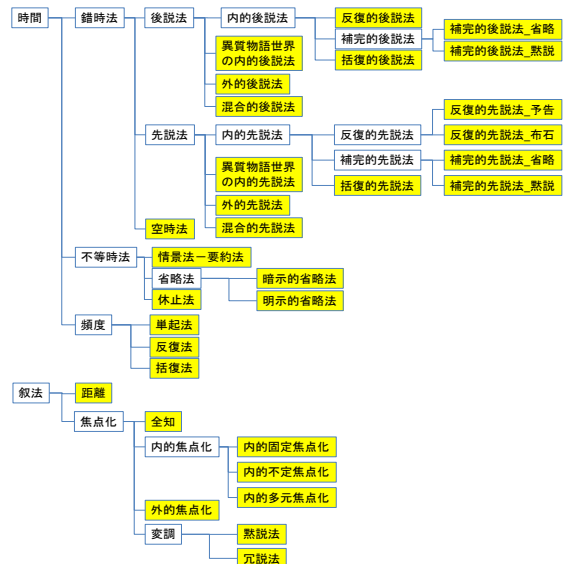 時間
錯時法
後説法
内的後説法
反復的後説法
補完的後説法
補完的後説法_省略
補完的後説法_黙説
括復的後説法
異質物語世界
の内的後説法
外的後説法
混合的後説法
先説法
内的先説法
反復的先説法
反復的先説法_予告
反復的先説法_布石
補完的先説法
補完的先説法_省略
補完的先説法_黙説
括復的先説法
異質物語世界
の内的先説法
外的先説法
混合的先説法
空時法
不等時法
情景法－要約法
省略法
暗示的省略法
明示的省略法
休止法
頻度
単起法
反復法
括復法
叙法
距離
焦点化
全知
内的焦点化
内的固定焦点化
内的不定焦点化
内的多元焦点化
外的焦点化
変調
黙説法
冗説法